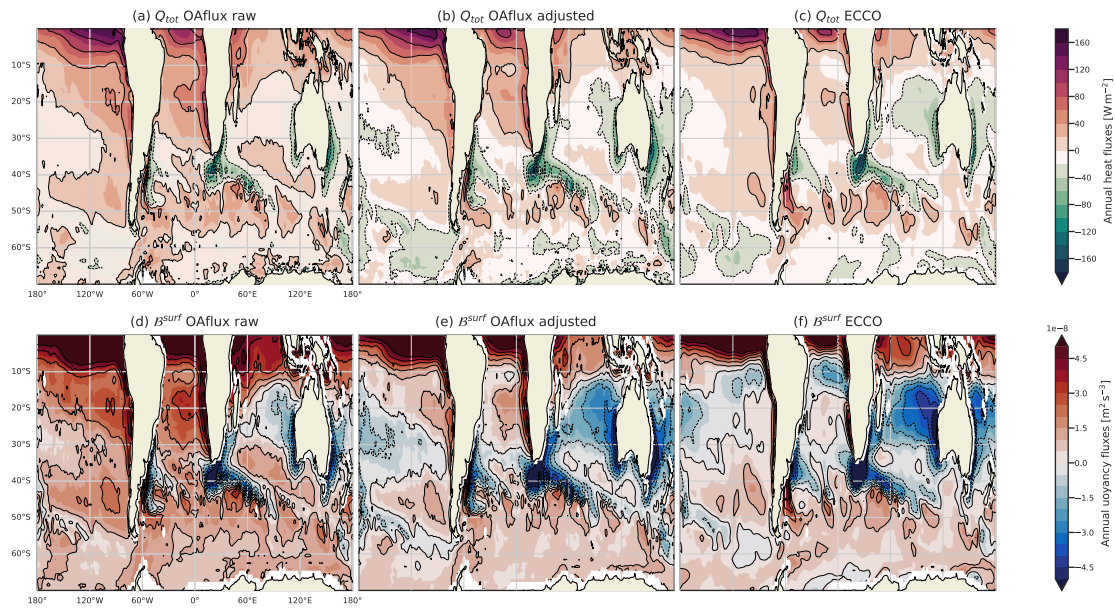 (a) Q_tot OAflux raw
(b) Q_tot OAflux adjusted
(c) Q_tot ECCO
10°S
20°S
30°S
40°S
50°S
60°S
180° 120°W 60°W 0° 60°E 120°E 180°
160
120
80
40
0
−40
−80
−120
−160
Annual heat fluxes [W m⁻²]
(d) ℬ^surf OAflux raw
(e) ℬ^surf OAflux adjusted
(f) ℬ^surf ECCO
10°S
20°S
30°S
40°S
50°S
60°S
180° 120°W 60°W 0° 60°E 120°E 180°
1e−8
4.5
3.0
1.5
0.0
−1.5
−3.0
−4.5
Annual uoyancy fluxes [m² s⁻³]